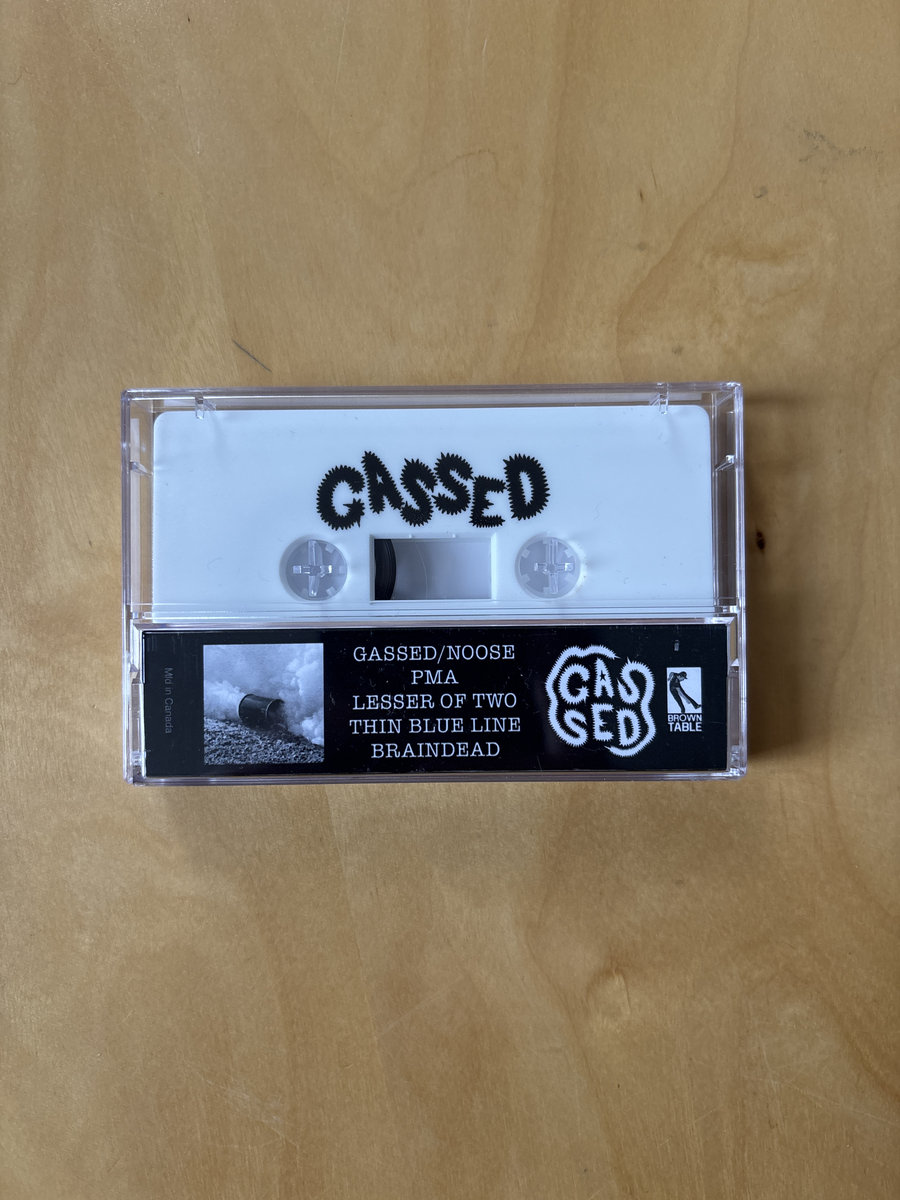 GASSED
Mfd in Canada
GASSED/NOOSE
PMA
LESSER OF TWO
THIN BLUE LINE
BRAINDEAD
GAS
SED
BROWN
TABLE